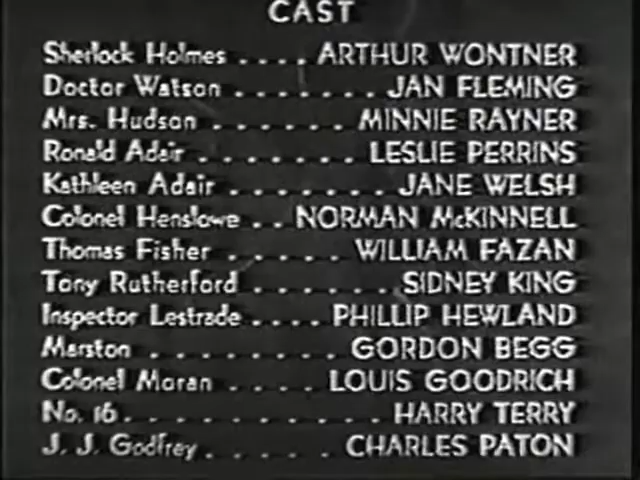 CAST
Sherlock Holmes .... ARTHUR WONTNER
Doctor Watson ....... JAN FLEMING
Mrs. Hudson ....... MINNIE RAYNER
Ronald Adair ........ LESLIE PERRINS
Kathleen Adair ........ JANE WELSH
Colonel Henslowe .. NORMAN McKINNELL
Thomas Fisher ....... WILLIAM FAZAN
Tony Rutherford ....... SIDNEY KING
Inspector Lestrade .... PHILLIP HEWLAND
Marston ......... GORDON BEGG
Colonel Moran ..... LOUIS GOODRICH
No. 16 ............ HARRY TERRY
J. J. Godfrey ...... CHARLES PATON